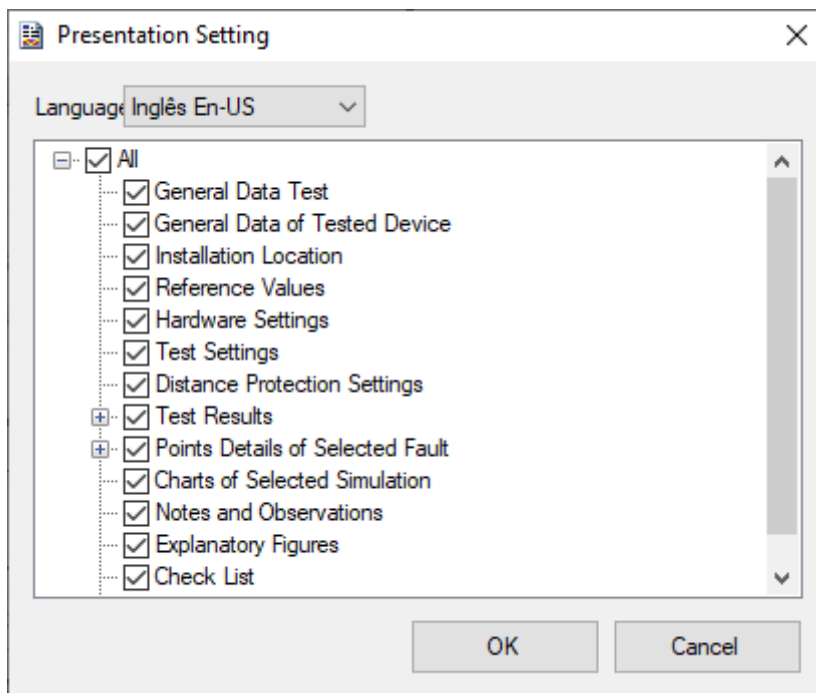 Presentation Setting
Language Inglês En-US
All
General Data Test
General Data of Tested Device
Installation Location
Reference Values
Hardware Settings
Test Settings
Distance Protection Settings
Test Results
Points Details of Selected Fault
Charts of Selected Simulation
Notes and Observations
Explanatory Figures
Check List
OK Cancel